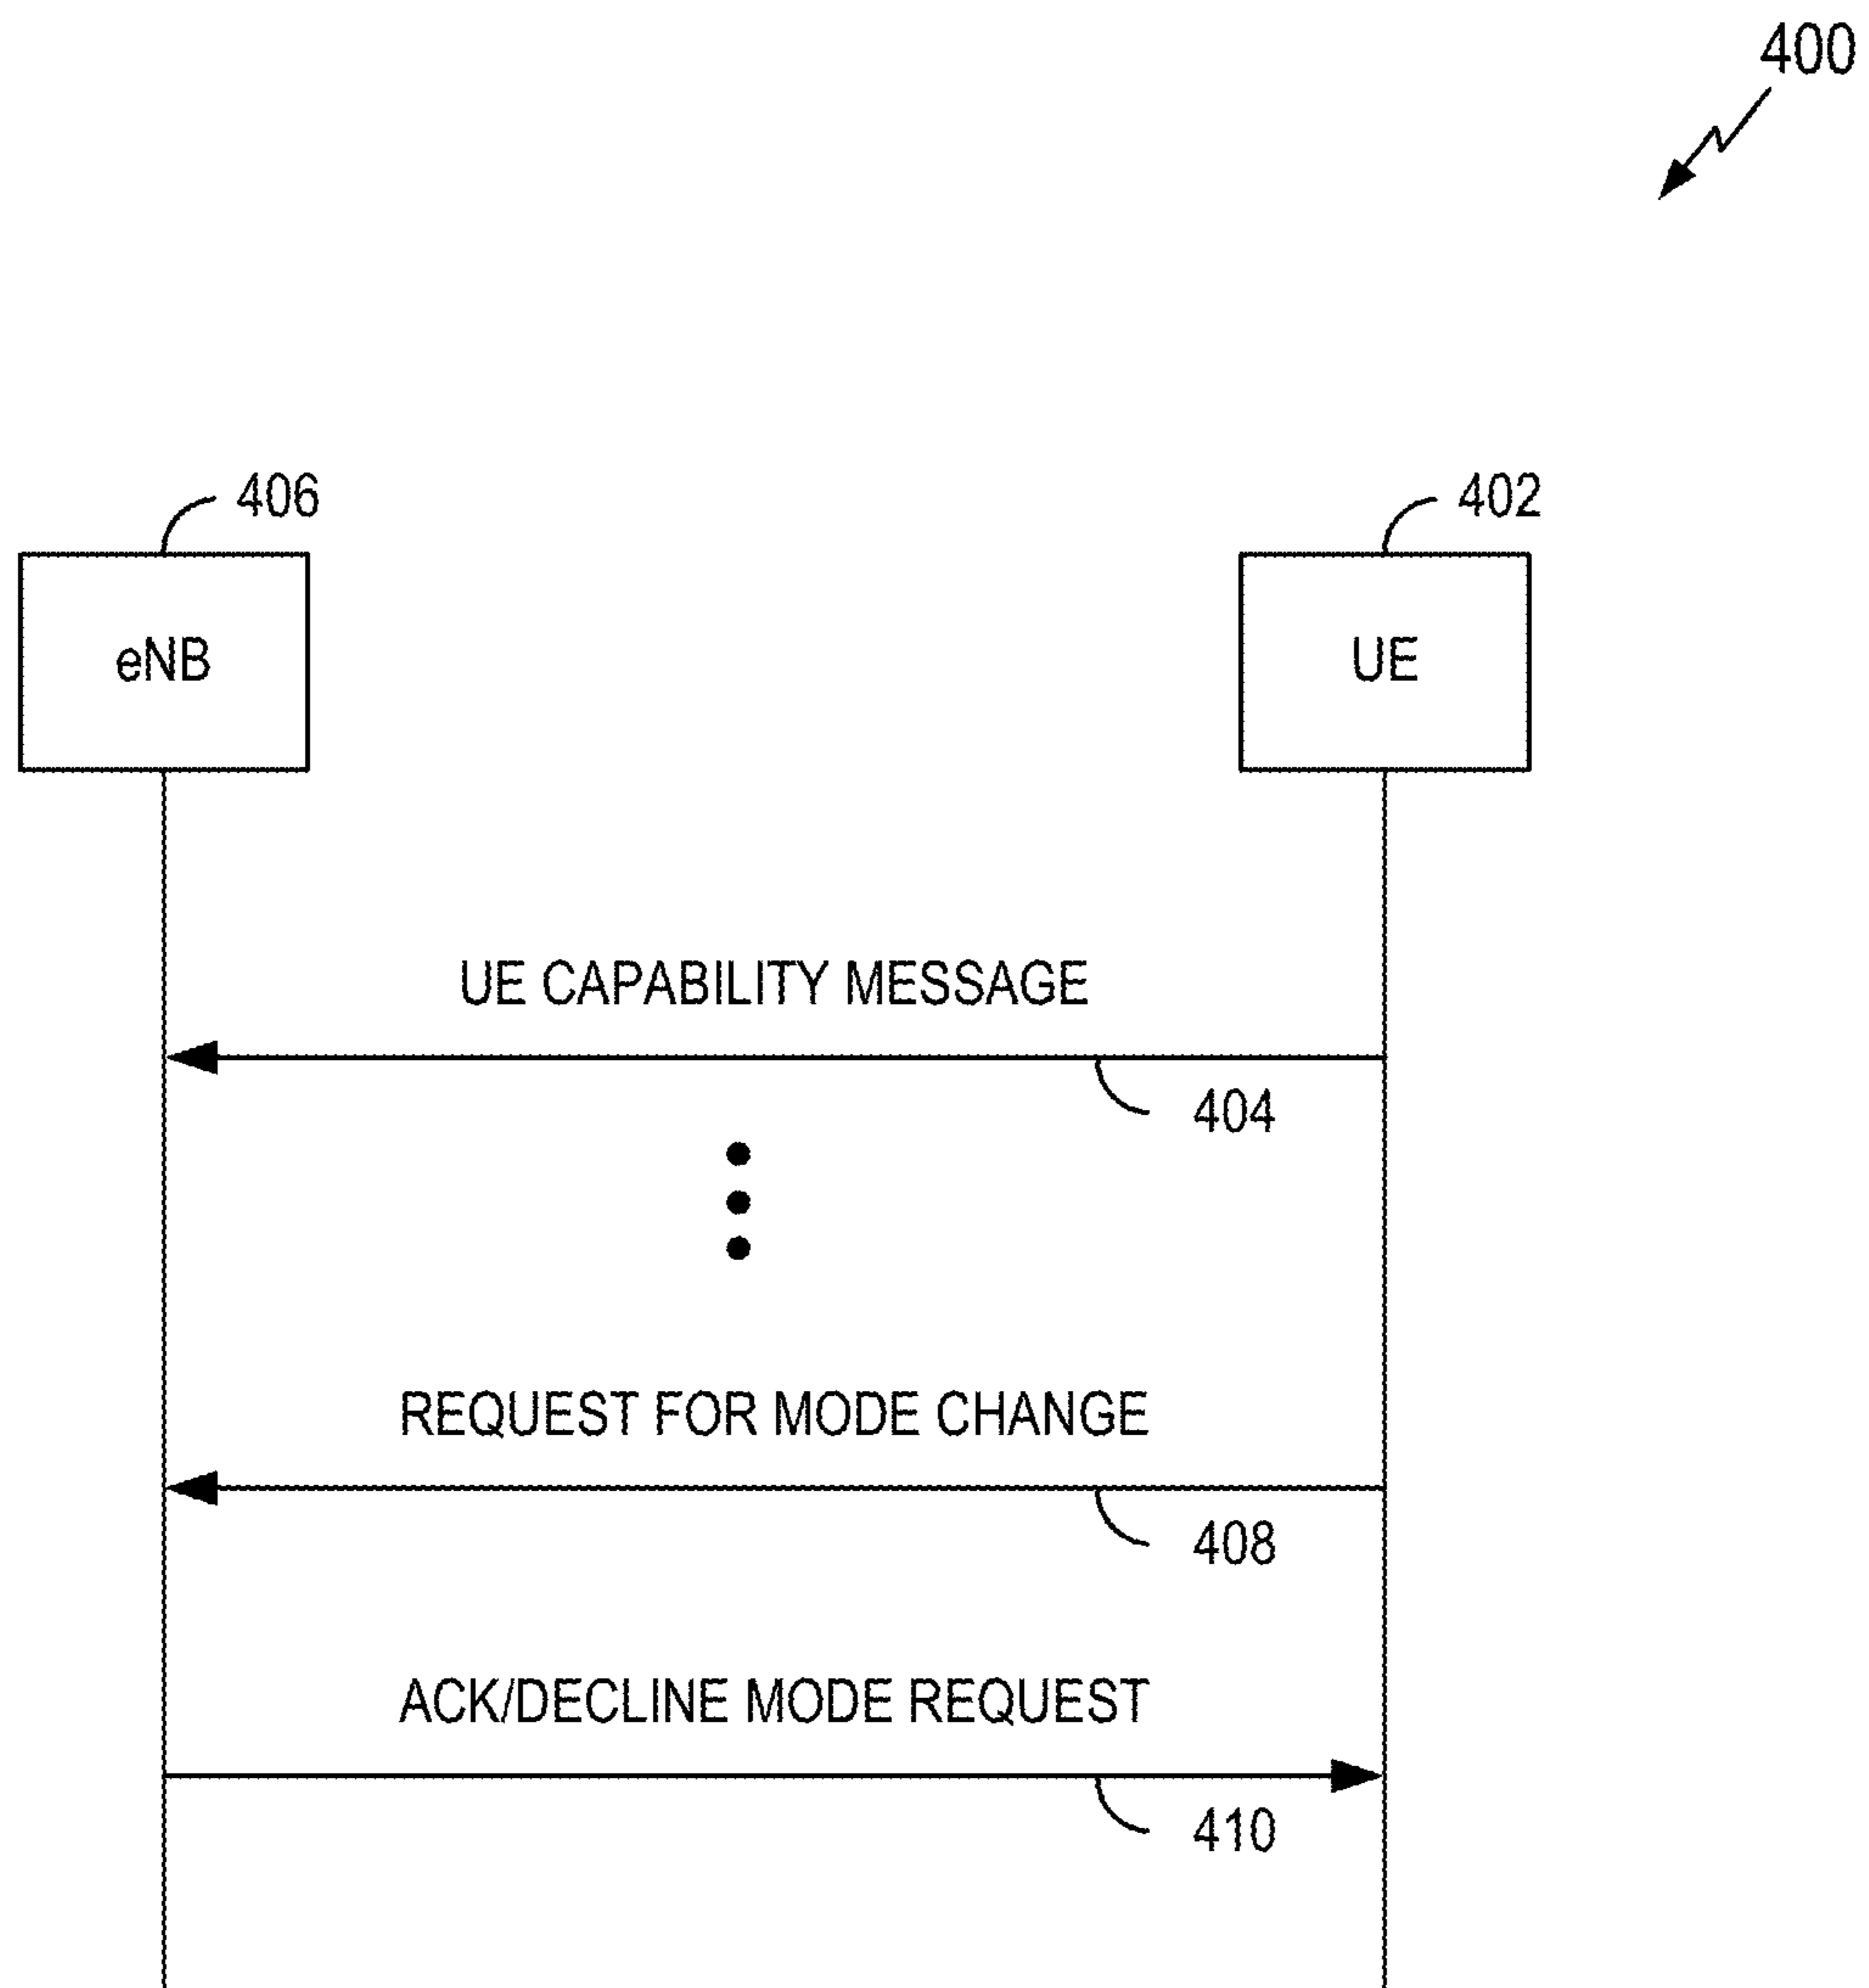 400
406
402
eNB
UE
UE CAPABILITY MESSAGE
404
REQUEST FOR MODE CHANGE
408
ACK/DECLINE MODE REQUEST
410